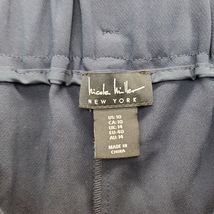 Nicole Miller
NEW YORK
US: 10
CA: 10
UK: 14
EU: 40
AU: 14
MADE IN
CHINA